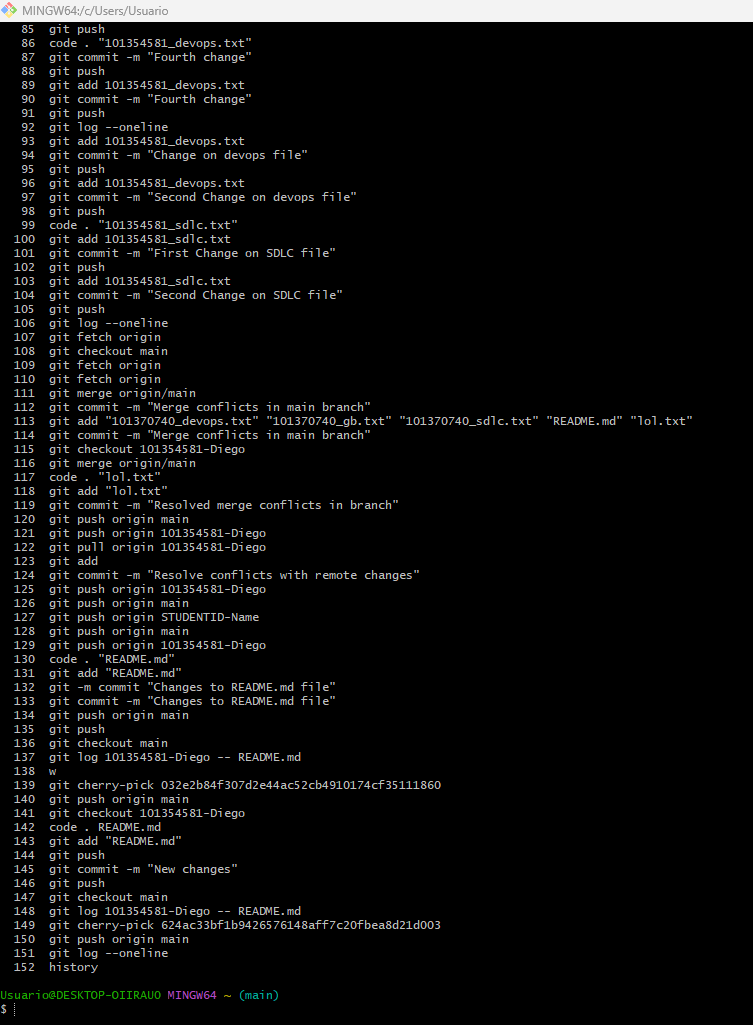 MINGW64:/c/Users/Usuario
85 git push
86 code . "101354581_devops.txt"
87 git commit -m "Fourth change"
88 git push
89 git add 101354581_devops.txt
90 git commit -m "Fourth change"
91 git push
92 git log --oneline
93 git add 101354581_devops.txt
94 git commit -m "Change on devops file"
95 git push
96 git add 101354581_devops.txt
97 git commit -m "Second Change on devops file"
98 git push
99 code . "101354581_sdlc.txt"
100 git add 101354581_sdlc.txt
101 git commit -m "First Change on SDLC file"
102 git push
103 git add 101354581_sdlc.txt
104 git commit -m "Second Change on SDLC file"
105 git push
106 git log --oneline
107 git fetch origin
108 git checkout main
109 git fetch origin
110 git fetch origin
111 git merge origin/main
112 git commit -m "Merge conflicts in main branch"
113 git add "101370740_devops.txt" "101370740_gb.txt" "101370740_sdlc.txt" "README.md" "lol.txt"
114 git commit -m "Merge conflicts in main branch"
115 git checkout 101354581-Diego
116 git merge origin/main
117 code . "lol.txt"
118 git add "lol.txt"
119 git commit -m "Resolved merge conflicts in branch"
120 git push origin main
121 git push origin 101354581-Diego
122 git pull origin 101354581-Diego
123 git add
124 git commit -m "Resolve conflicts with remote changes"
125 git push origin 101354581-Diego
126 git push origin main
127 git push origin STUDENTID-Name
128 git push origin main
129 git push origin 101354581-Diego
130 code . "README.md"
131 git add "README.md"
132 git -m commit "Changes to README.md file"
133 git commit -m "Changes to README.md file"
134 git push origin main
135 git push
136 git checkout main
137 git log 101354581-Diego -- README.md
138 w
139 git cherry-pick 032e2b84f307d2e44ac52cb4910174cf35111860
140 git push origin main
141 git checkout 101354581-Diego
142 code . README.md
143 git add "README.md"
144 git push
145 git commit -m "New changes"
146 git push
147 git checkout main
148 git log 101354581-Diego -- README.md
149 git cherry-pick 624ac33bf1b9426576148aff7c20fbea8d21d003
150 git push origin main
151 git log --oneline
152 history
Usuario@DESKTOP-OIIRAUO MINGW64 ~ (main)
$